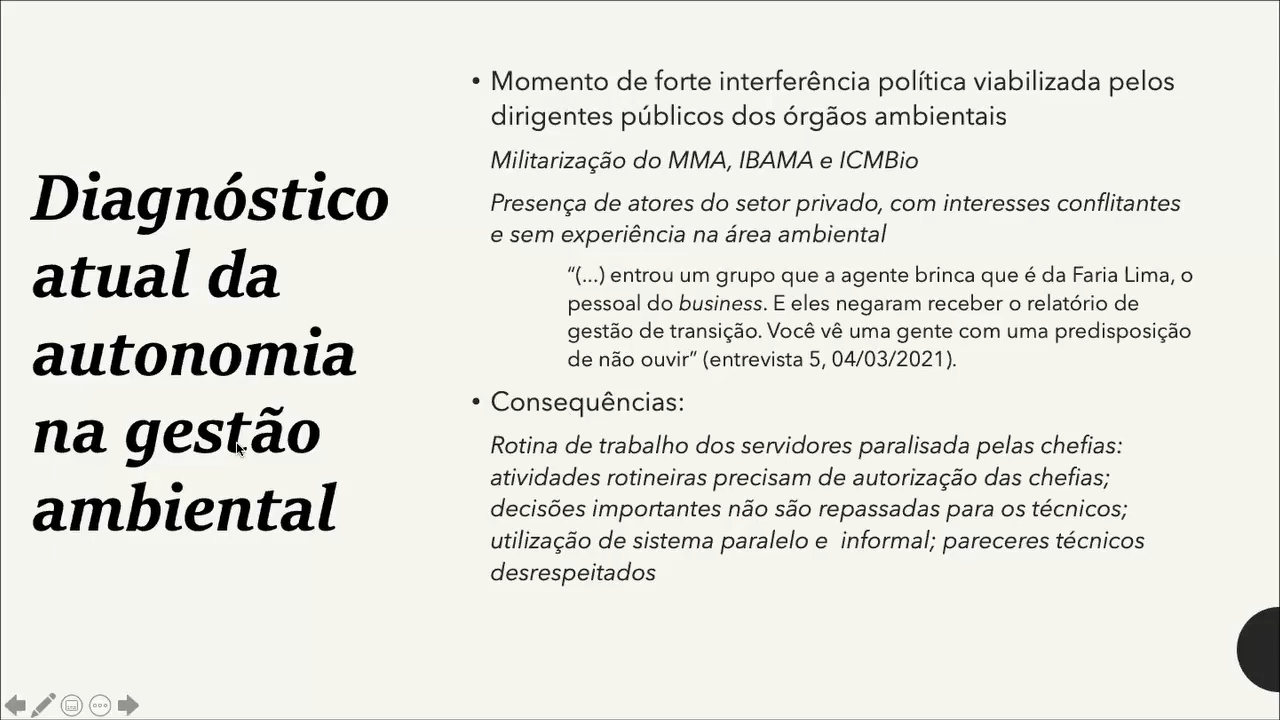 Diagnóstico
atual da
autonomia
na gestão
ambiental
• Momento de forte interferência política viabilizada pelos
dirigentes públicos dos órgãos ambientais
Militarização do MMA, IBAMA e ICMBio
Presença de atores do setor privado, com interesses conflitantes
e sem experiência na área ambiental
“(...) entrou um grupo que a agente brinca que é da Faria Lima, o
pessoal do business. E eles negaram receber o relatório de
gestão de transição. Você vê uma gente com uma predisposição
de não ouvir” (entrevista 5, 04/03/2021).
• Consequências:
Rotina de trabalho dos servidores paralisada pelas chefias:
atividades rotineiras precisam de autorização das chefias;
decisões importantes não são repassadas para os técnicos;
utilização de sistema paralelo e  informal; pareceres técnicos
desrespeitados